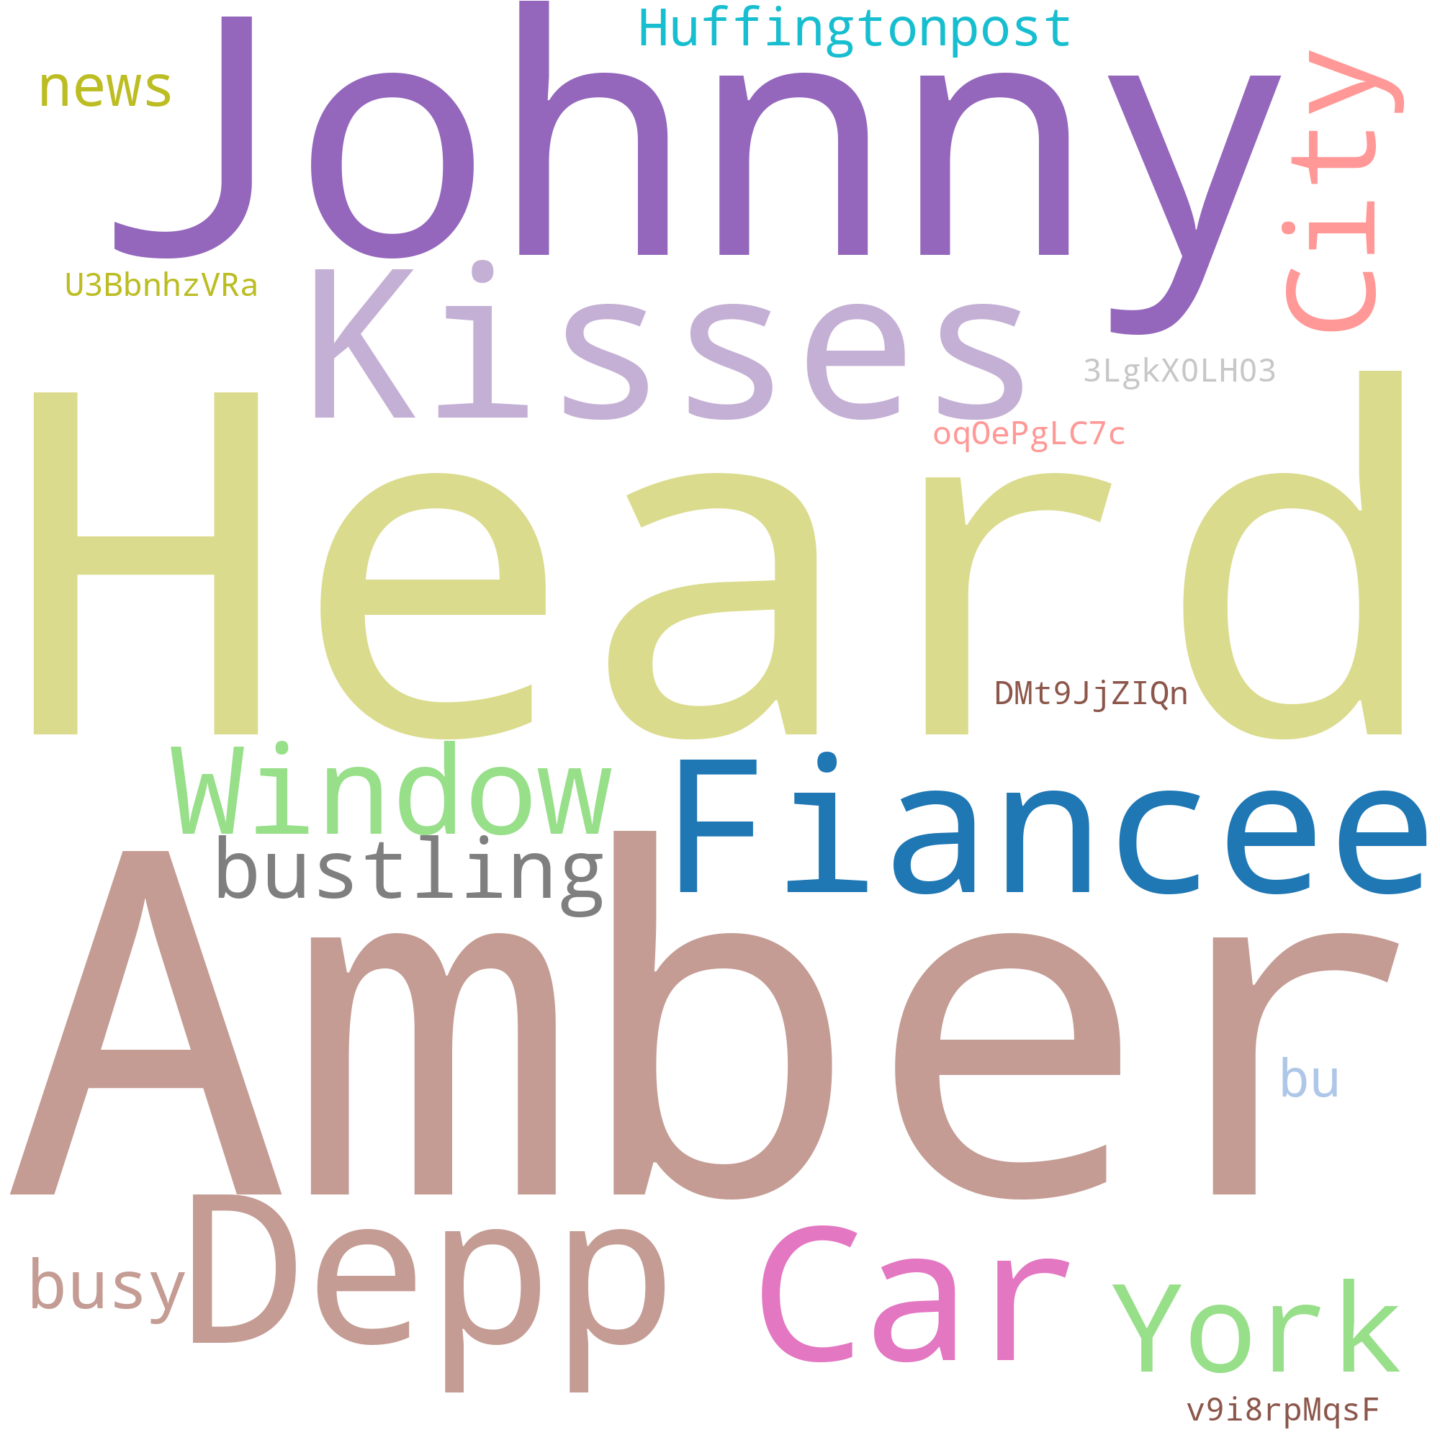 Huffingtonpost
Johnny
news
City
U3BbnhzVRa
Kisses
3LgkX0LH03
oqOePgLC7c
Heard
DMt9JjZIQn
Window
Fiancee
bustling
Amber
bu
Depp
busy
Car
York
v9i8rpMqsF